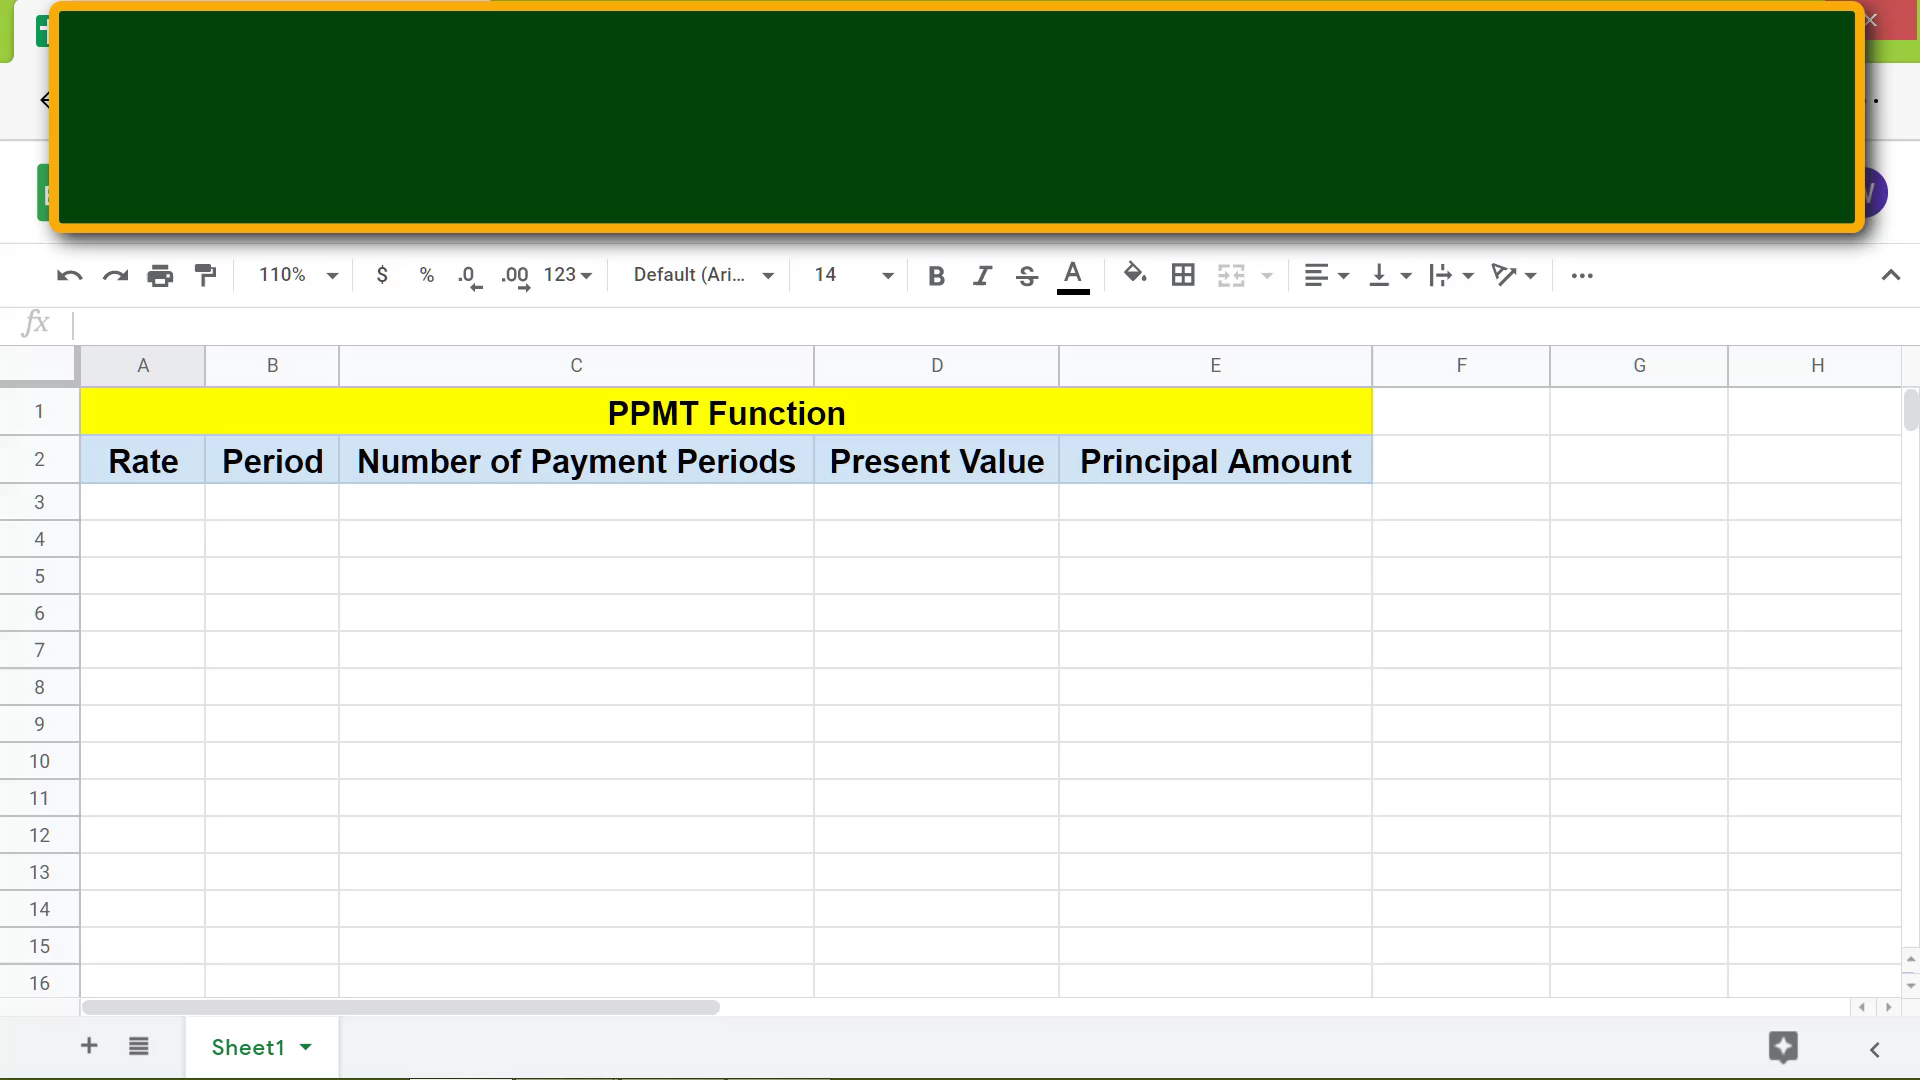 110% $ % .0 .00 123 Default (Ari... 14 B I S A ...
fx
A B C D E F G H
1 PPMT Function
2 Rate Period Number of Payment Periods Present Value Principal Amount
3
4
5
6
7
8
9
10
11
12
13
14
15
16
Sheet1